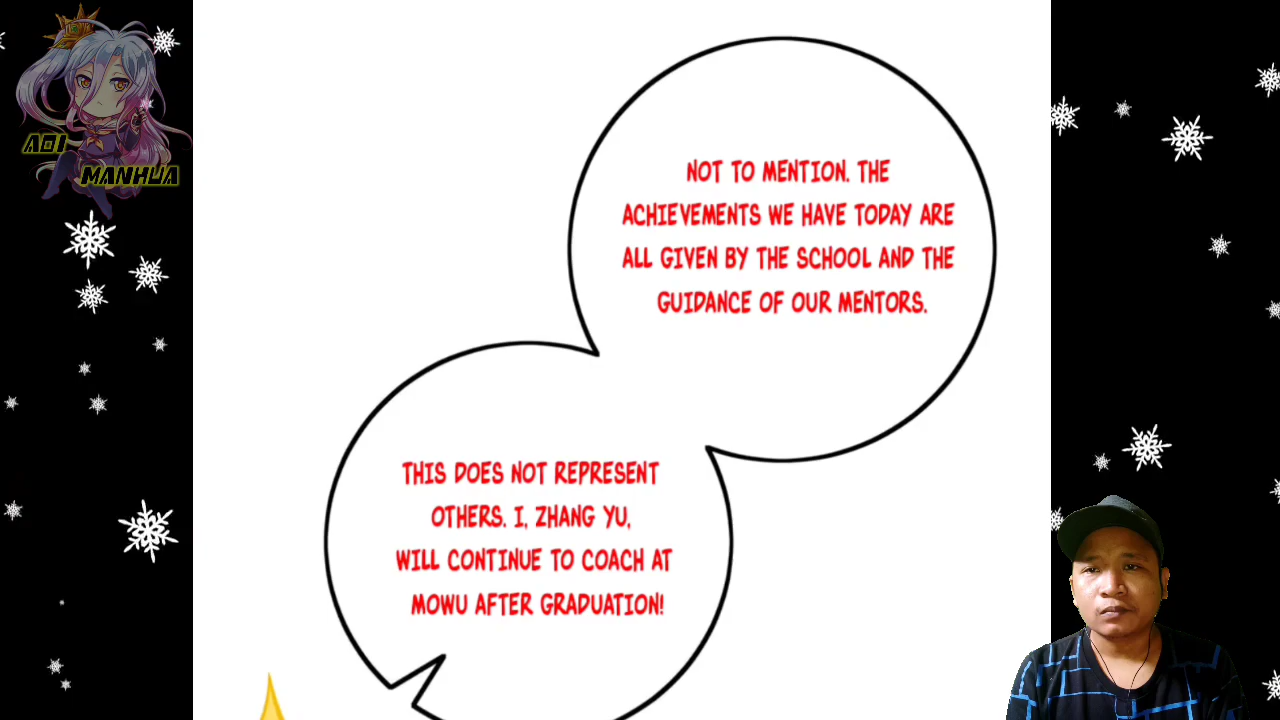 AOI
MANHUA
NOT TO MENTION. THE
ACHIEVEMENTS WE HAVE TODAY ARE
ALL GIVEN BY THE SCHOOL AND THE
GUIDANCE OF OUR MENTORS.
THIS DOES NOT REPRESENT
OTHERS. I, ZHANG YU,
WILL CONTINUE TO COACH AT
MOWU AFTER GRADUATION!